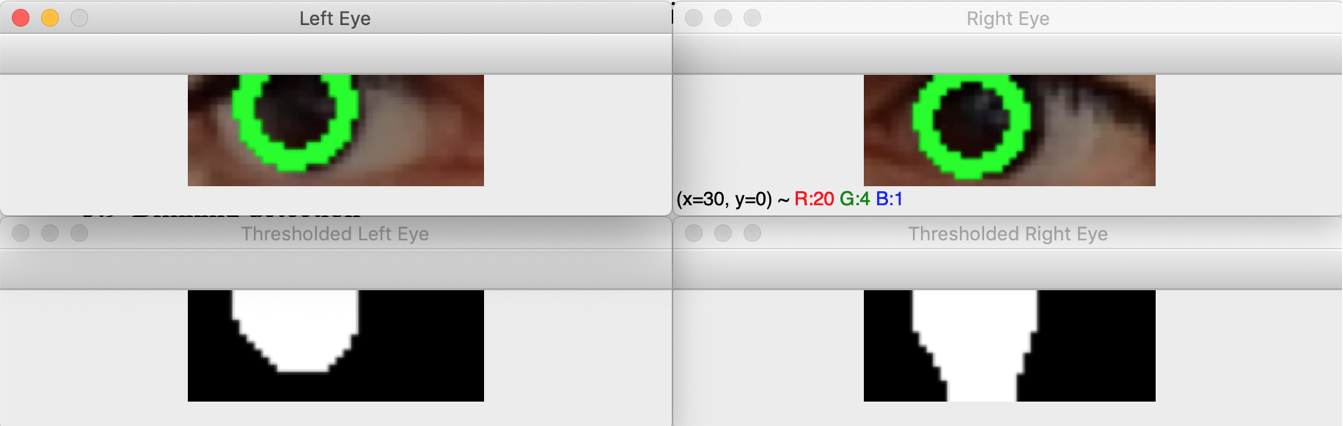 Left Eye
Right Eye
(x=30, y=0) ~ R:20 G:4 B:1
Thresholded Left Eye
Thresholded Right Eye